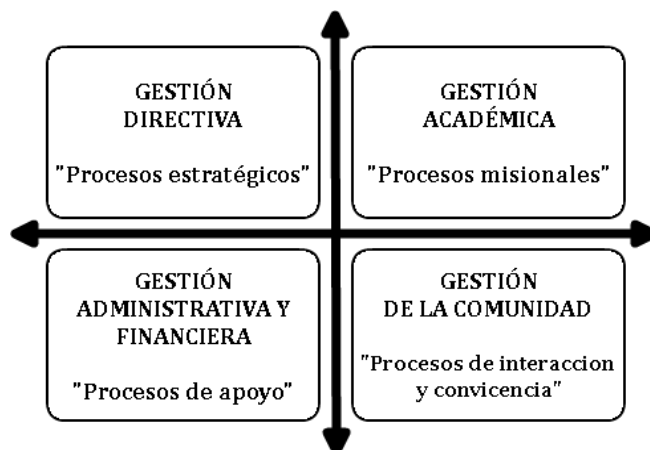 GESTIÓN
DIRECTIVA
"Procesos estratégicos"
GESTIÓN
ACADÉMICA
"Procesos misionales"
GESTIÓN
ADMINISTRATIVA Y
FINANCIERA
"Procesos de apoyo"
GESTIÓN
DE LA COMUNIDAD
"Procesos de interaccion
y convicencia"